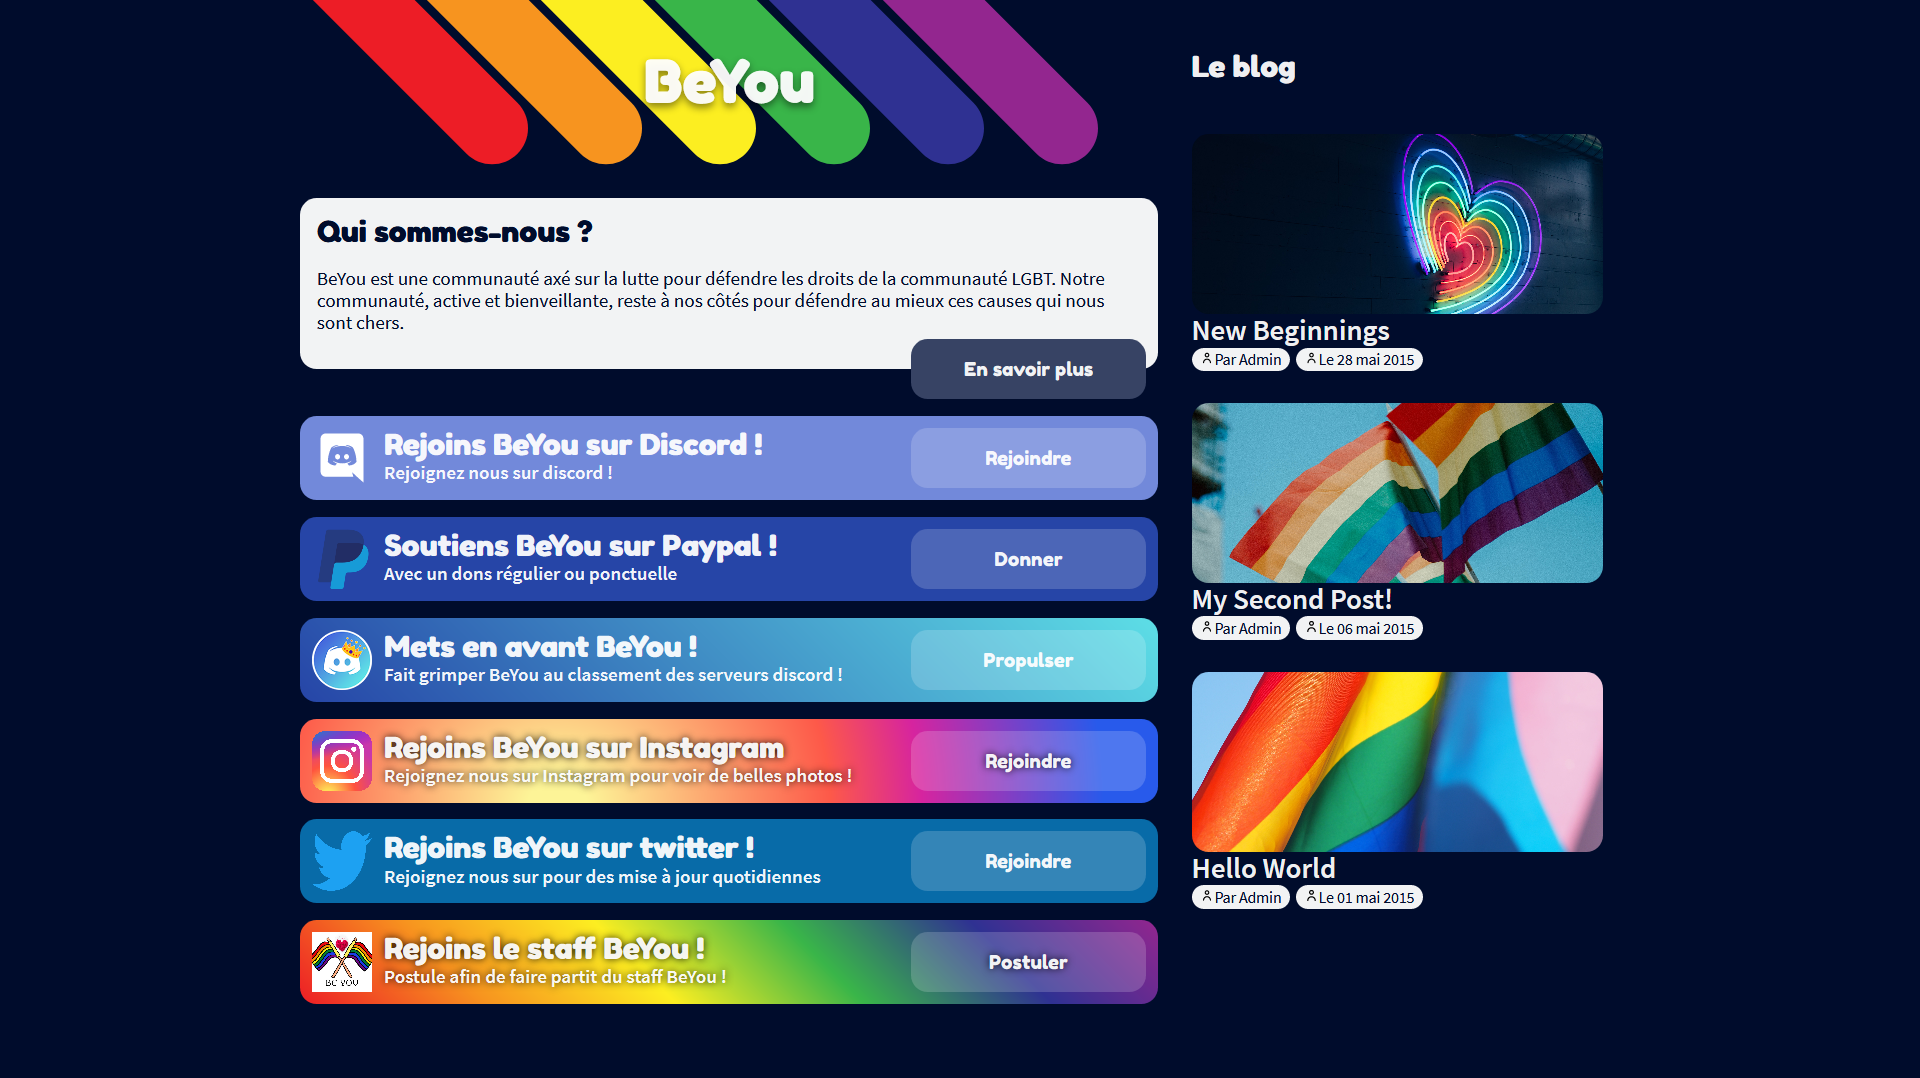 BeYou
Qui sommes-nous ?
BeYou est une communauté axé sur la lutte pour défendre les droits de la communauté LGBT. Notre
communauté, active et bienveillante, reste à nos côtés pour défendre au mieux ces causes qui nous
sont chers.
En savoir plus
Rejoins BeYou sur Discord !
Rejoignez nous sur discord !
Rejoindre
Soutiens BeYou sur Paypal !
Avec un dons régulier ou ponctuelle
Donner
Mets en avant BeYou !
Fait grimper BeYou au classement des serveurs discord !
Propulser
Rejoins BeYou sur Instagram
Rejoignez nous sur Instagram pour voir de belles photos !
Rejoindre
Rejoins BeYou sur twitter !
Rejoignez nous sur pour des mise à jour quotidiennes
Rejoindre
BE YOU
Rejoins le staff BeYou !
Postule afin de faire partit du staff BeYou !
Postuler
Le blog
New Beginnings
Par Admin
Le 28 mai 2015
My Second Post!
Par Admin
Le 06 mai 2015
Hello World
Par Admin
Le 01 mai 2015